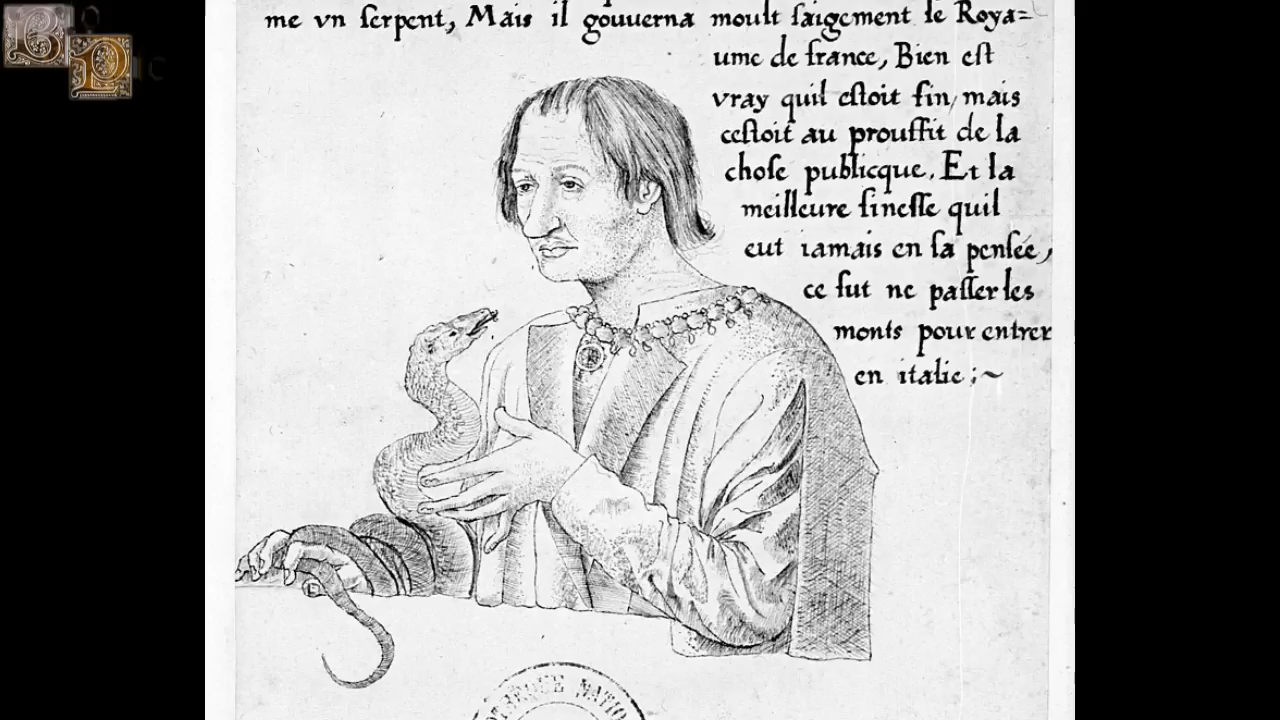 me vn ſerpent, Mais il gouuerna moult ſaigement le Roya=
ume de france, Bien eſt
vray quil eſtoit fin, mais
ceſtoit au prouffit de la
choſe publicque. Et la
meilleure fineſſe quil
eut iamais en ſa penſée,
ce fut ne paſſer les
monts pour entrer
en italie ;~